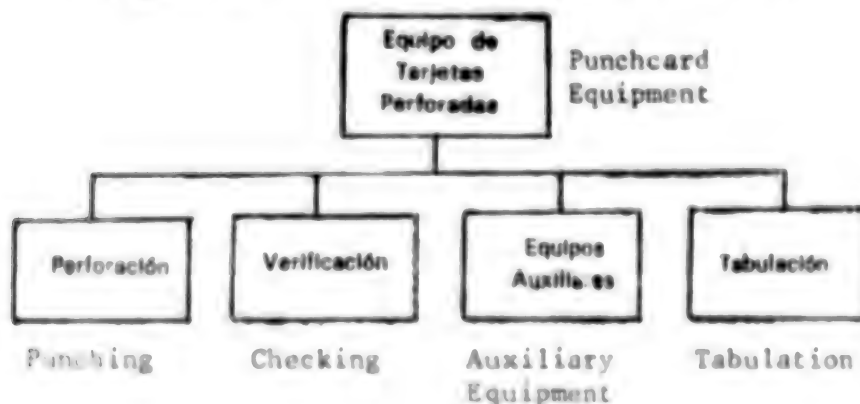 Equipo de
Tarjetas
Perforadas
Punchcard
Equipment
Perforación
Verificación
Equipos
Auxiliares
Tabulación
Punching
Checking
Auxiliary
Equipment
Tabulation